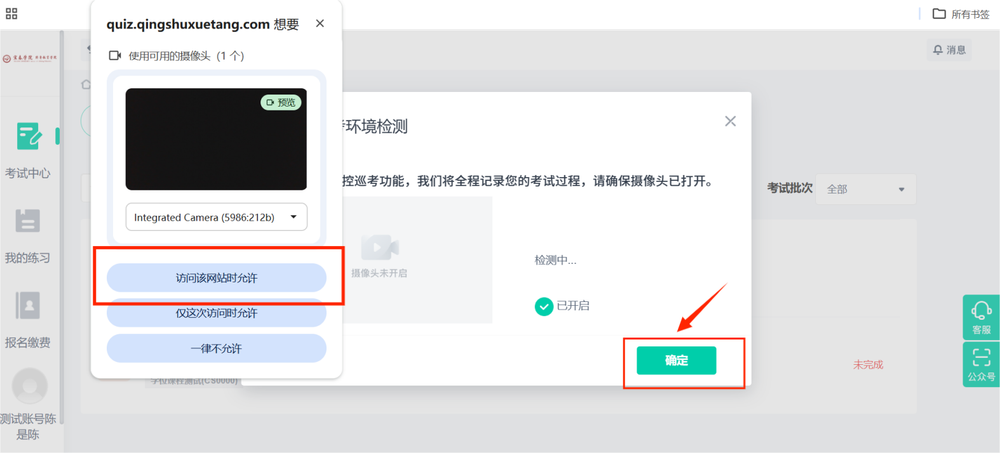 quiz.qingshuxuetang.com 想要
所有书签
使用可用的摄像头（1 个）
消息
预览
环境检测
控巡考功能，我们将全程记录您的考试过程，请确保摄像头已打开。
考试批次
全部
考试中心
Integrated Camera (5986:212b)
我的练习
检测中...
摄像头未开启
访问该网站时允许
已开启
仅这次访问时允许
客服
报名缴费
一律不允许
确定
未完成
公众号
学位课程测试(CS0000)
测试账号陈
是陈